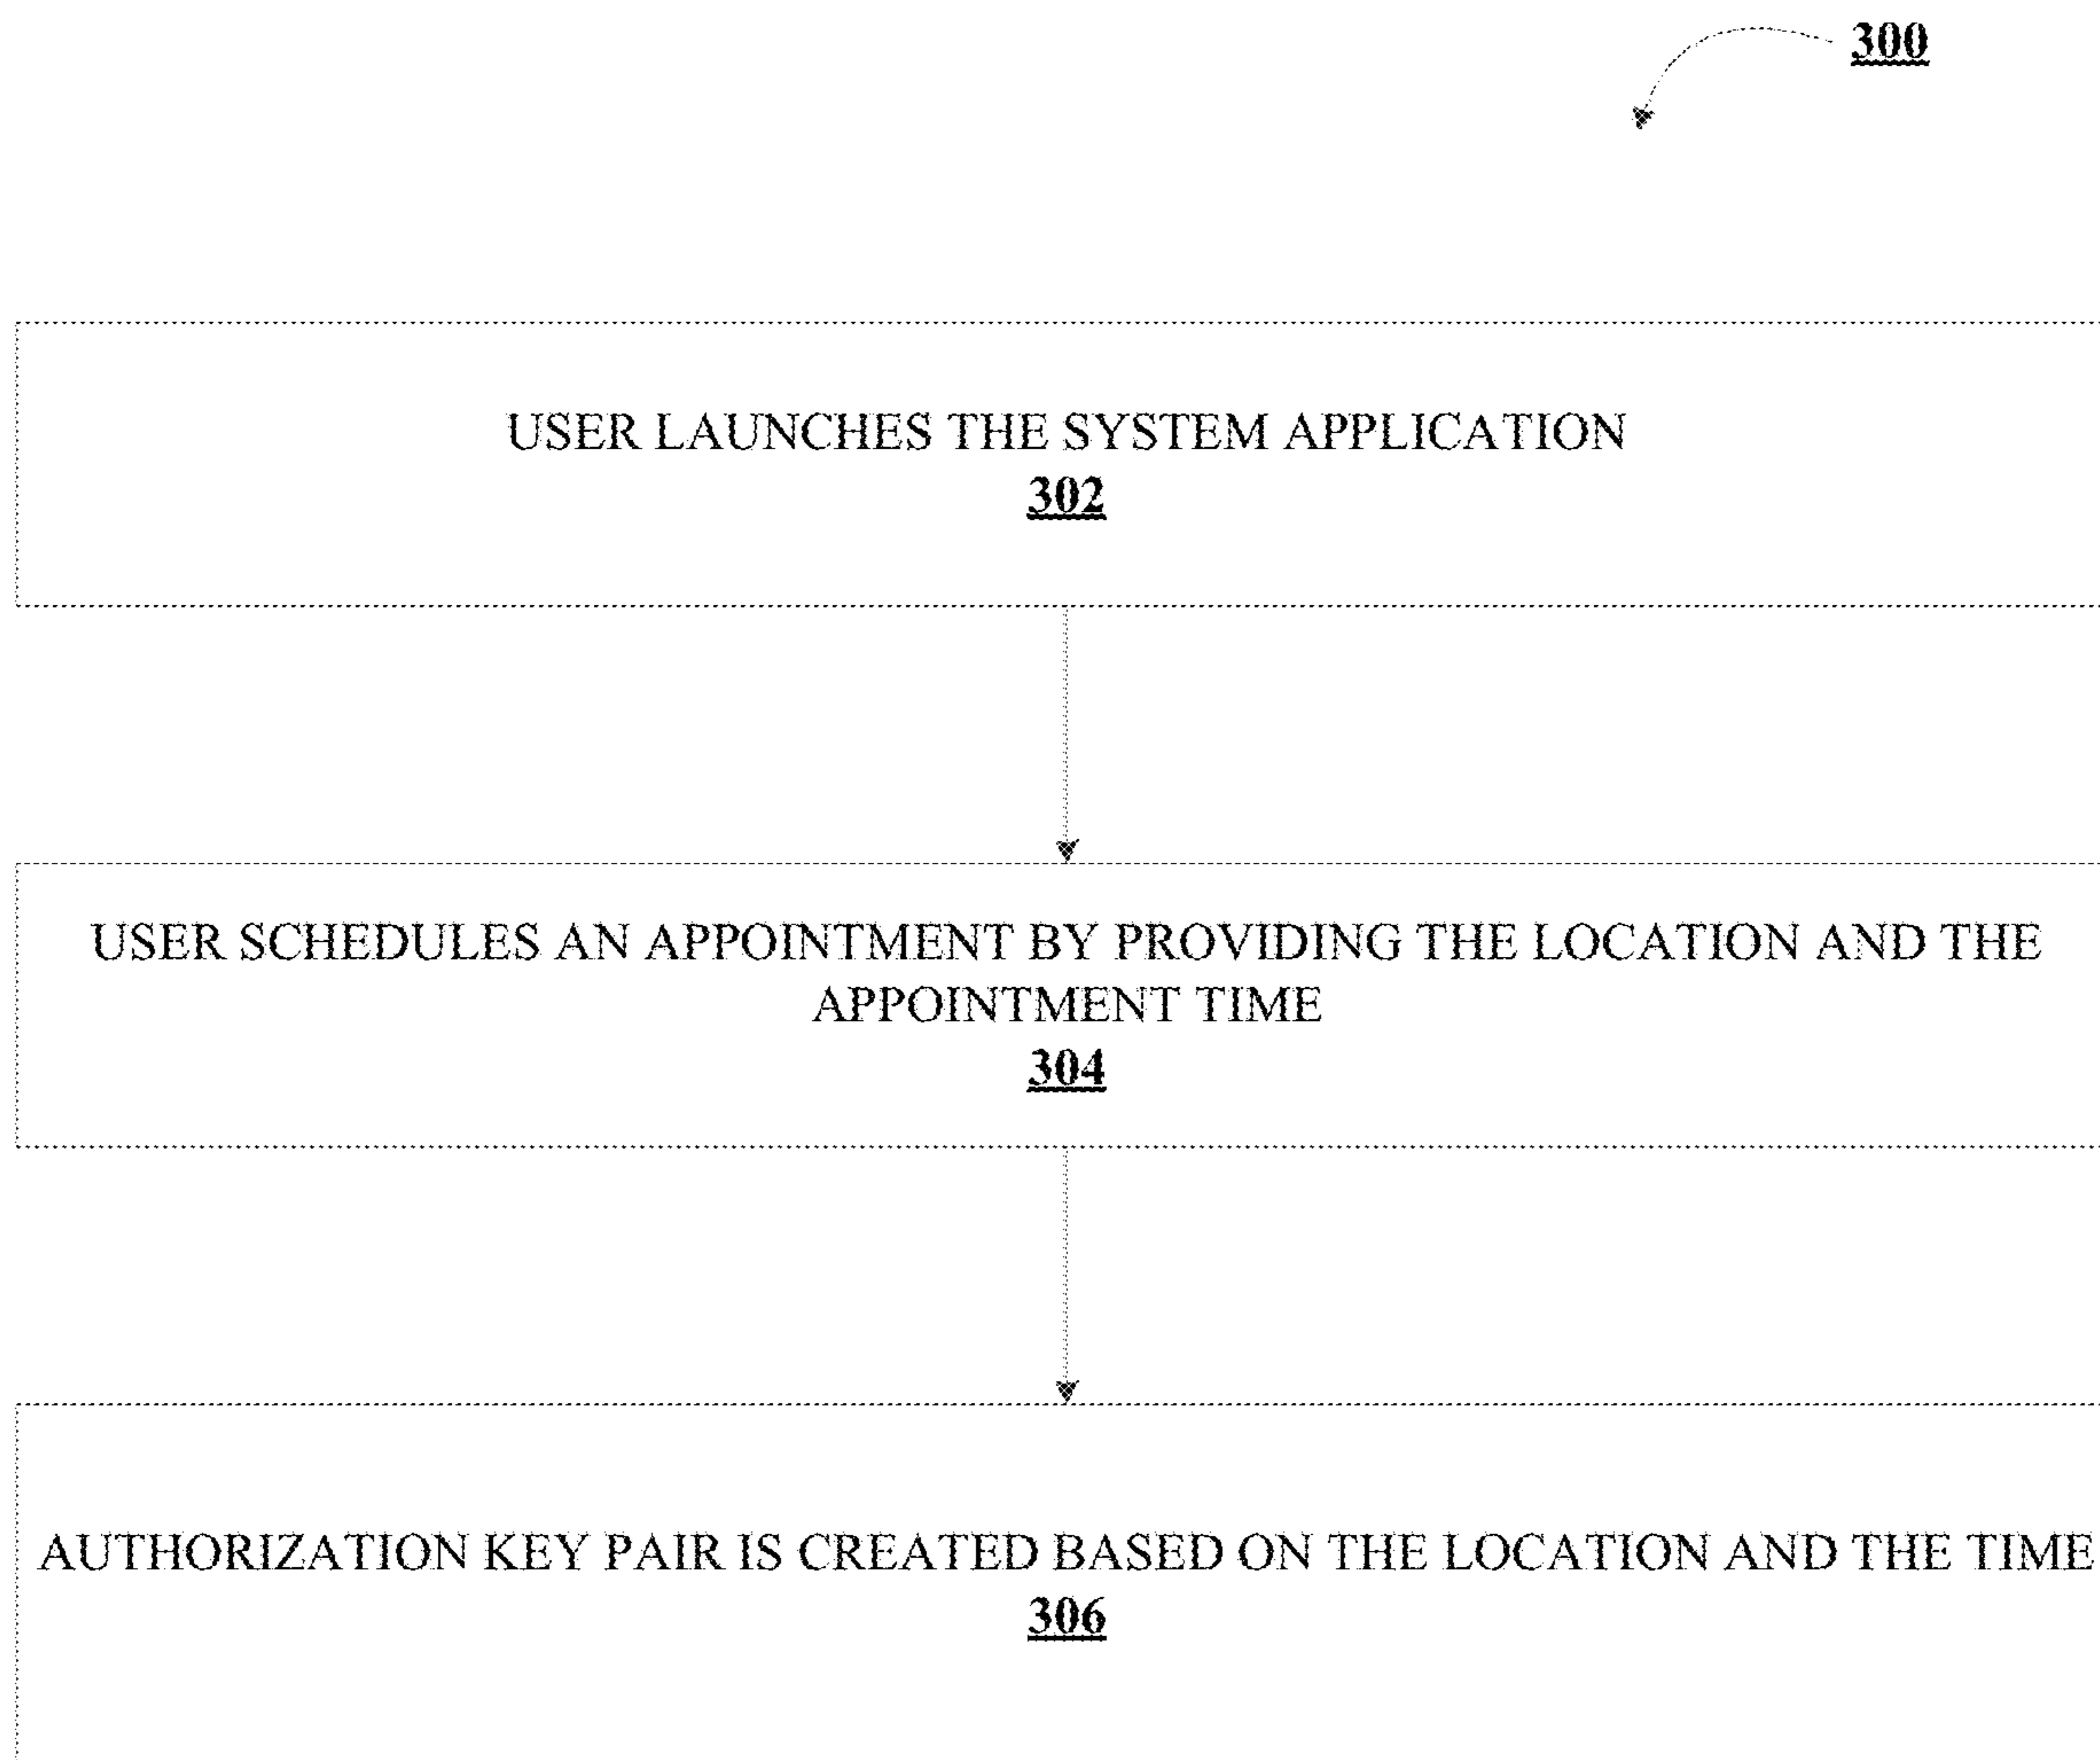 300
USER LAUNCHES THE SYSTEM APPLICATION
302
USER SCHEDULES AN APPOINTMENT BY PROVIDING THE LOCATION AND THE
APPOINTMENT TIME
304
AUTHORIZATION KEY PAIR IS CREATED BASED ON THE LOCATION AND THE TIME
306